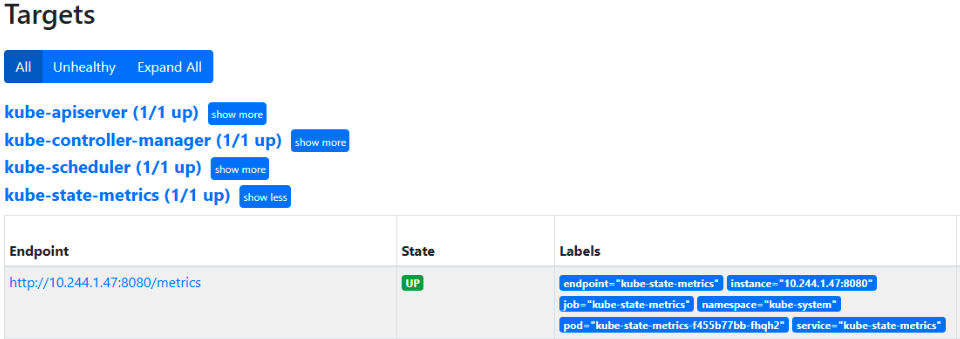 Targets
All Unhealthy Expand All
kube-apiserver (1/1 up) show more
kube-controller-manager (1/1 up) show more
kube-scheduler (1/1 up) show more
kube-state-metrics (1/1 up) show less
Endpoint State Labels
http://10.244.1.47:8080/metrics UP endpoint="kube-state-metrics" instance="10.244.1.47:8080"
job="kube-state-metrics" namespace="kube-system"
pod="kube-state-metrics-f455b77bb-fhqh2" service="kube-state-metrics"